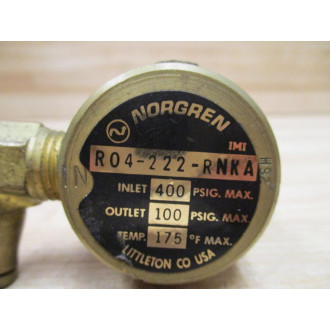 NORGREN
IMI
R04-222-RNKA
INLET 400 PSIG. MAX.
OUTLET 100 PSIG. MAX.
TEMP. 175 °F MAX.
LITTLETON CO USA